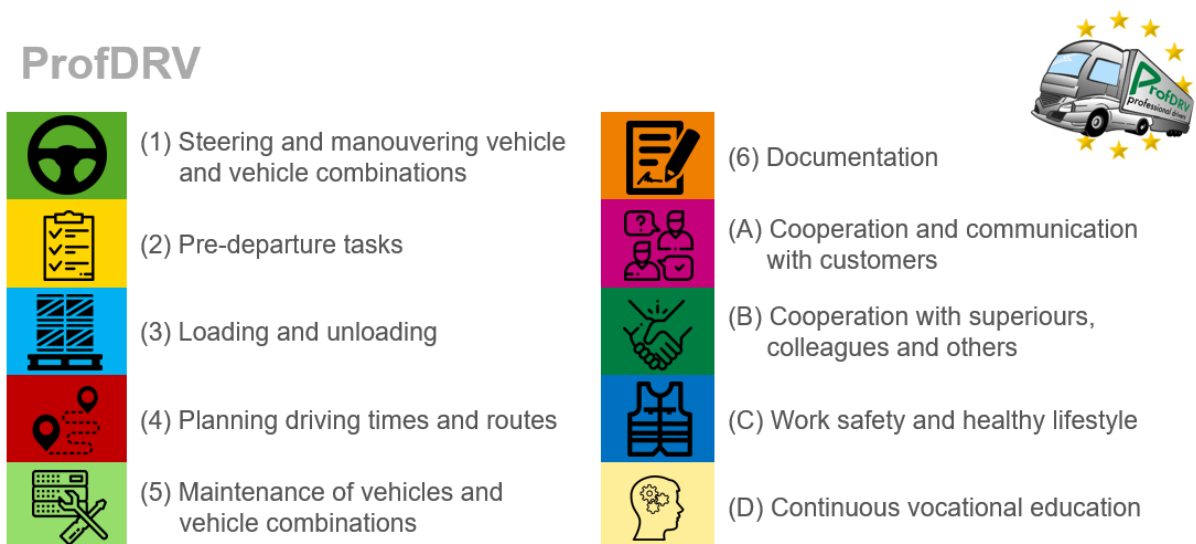 ProfDRV
(1) Steering and manouvering vehicle
and vehicle combinations
(2) Pre-departure tasks
(3) Loading and unloading
(4) Planning driving times and routes
(5) Maintenance of vehicles and
vehicle combinations
(6) Documentation
(A) Cooperation and communication
with customers
(B) Cooperation with superiours,
colleagues and others
(C) Work safety and healthy lifestyle
(D) Continuous vocational education
ProfDRV
professional drivers